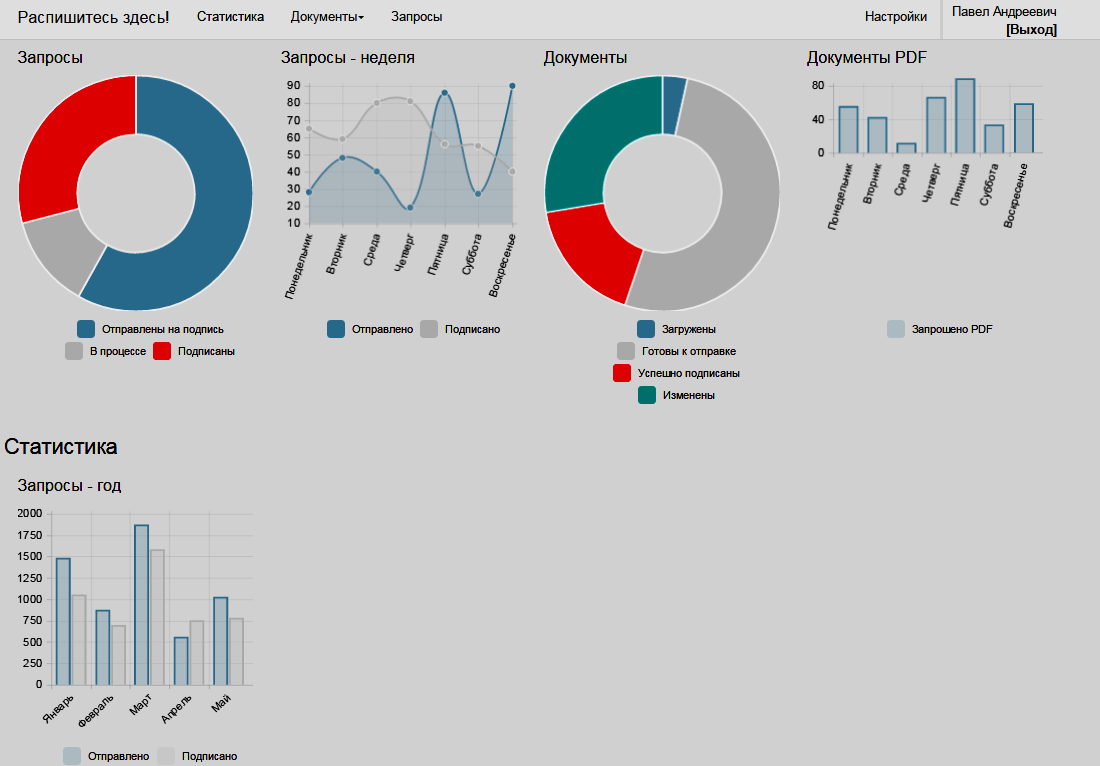 Распишитесь здесь!
Статистика
Документы
Запросы
Настройки
Павел Андреевич
[Выход]
Запросы
Отправлены на подпись
В процессе
Подписаны
Запросы - неделя
90
80
70
60
50
40
30
20
10
Понедельник
Вторник
Среда
Четверг
Пятница
Суббота
Воскресенье
Отправлено
Подписано
Документы
Загружены
Готовы к отправке
Успешно подписаны
Изменены
Документы PDF
80
40
0
Понедельник
Вторник
Среда
Четверг
Пятница
Суббота
Воскресенье
Запрошено PDF
Статистика
Запросы - год
2000
1750
1500
1250
1000
750
500
250
0
Январь
Февраль
Март
Апрель
Май
Отправлено
Подписано